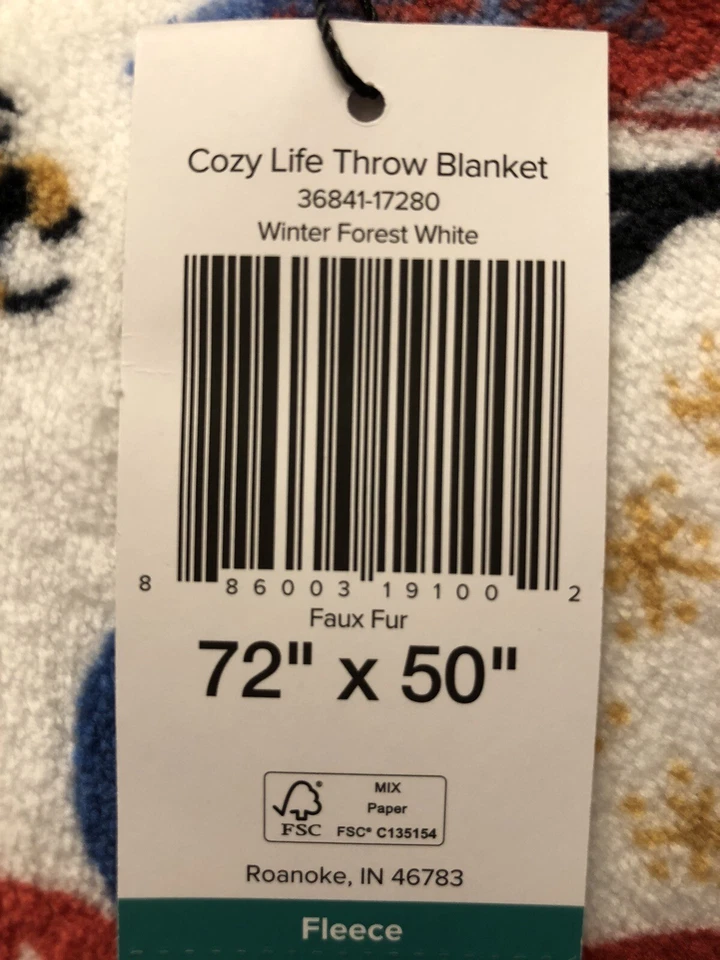 Cozy Life Throw Blanket
36841-17280
Winter Forest White
8 86003 19100 2
Faux Fur
72" x 50"
FSC®
MIX
Paper
FSC® C135154
Roanoke, IN 46783
Fleece